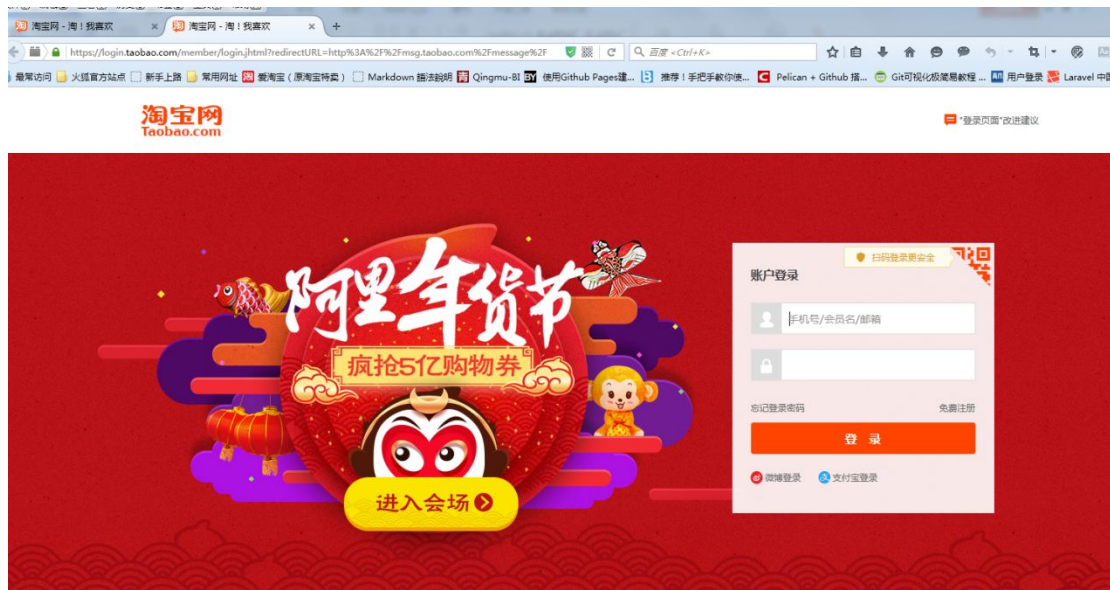 淘宝网 - 淘！我喜欢
淘宝网 - 淘！我喜欢
https://login.taobao.com/member/login.jhtml?redirectURL=http%3A%2F%2Fmsg.taobao.com%2Fmessage%2F
百度 <Ctrl+K>
最常访问 火狐官方站点 新手上路 常用网址 爱淘宝（原淘宝特卖） Markdown 語法說明 Qingmu-BI 使用Github Pages建... 推荐！手把手教你使... Pelican + Github 搭... Git可视化极简易教程 ... 用户登录 Laravel 中国
淘宝网
Taobao.com
"登录页面"改进建议
阿里年货节
疯抢5亿购物券
进入会场
扫码登录更安全
账户登录
手机号/会员名/邮箱
忘记登录密码 免费注册
登 录
微博登录 支付宝登录